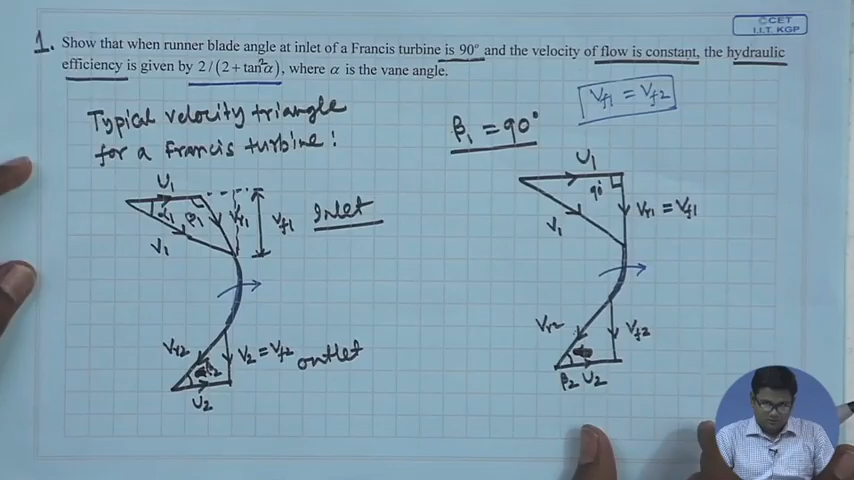 ©CET
I.I.T. KGP
1. Show that when runner blade angle at inlet of a Francis turbine is 90° and the velocity of flow is constant, the hydraulic
efficiency is given by 2/(2+tan²α), where α is the vane angle.
Vf1 = Vf2
Typical velocity triangle
for a Francis turbine:
β1 = 90°
U1
α1
β1
Vr1
Vf1
Inlet
V1
Vr2
V2 = Vf2
outlet
U2
U1
90°
V1
Vr1 = Vf1
Vr2
Vf2
β2
U2